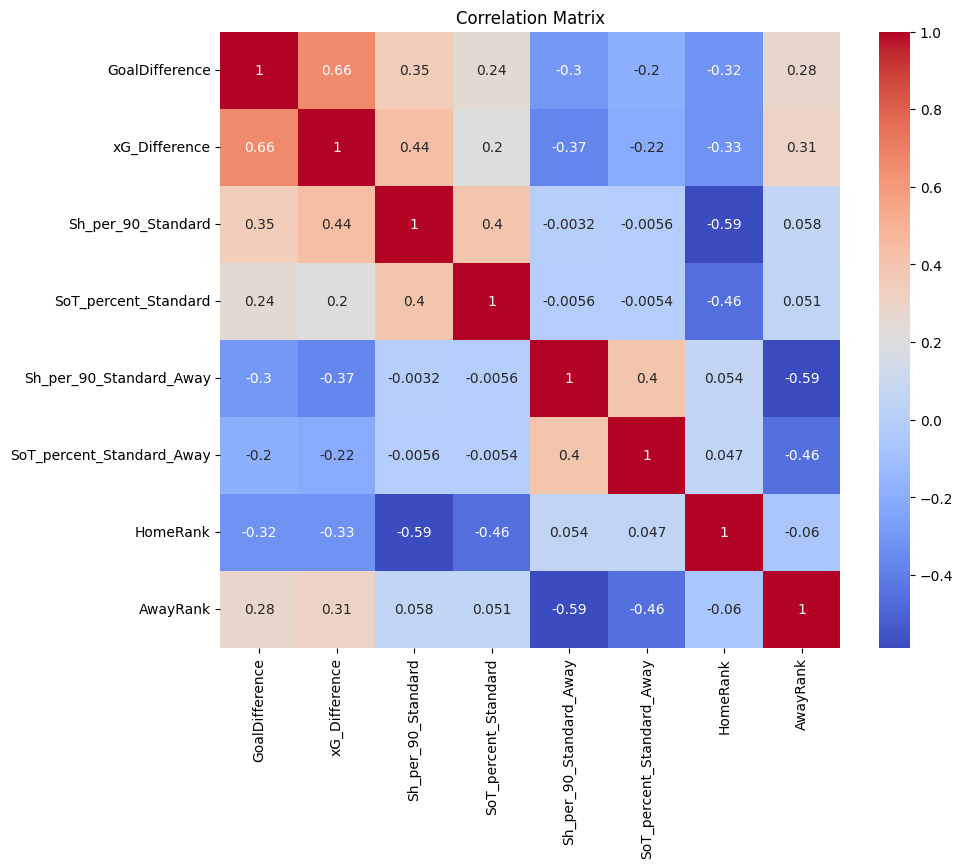 Correlation Matrix
GoalDifference 1 0.66 0.35 0.24 -0.3 -0.2 -0.32 0.28
xG_Difference 0.66 1 0.44 0.2 -0.37 -0.22 -0.33 0.31
Sh_per_90_Standard 0.35 0.44 1 0.4 -0.0032 -0.0056 -0.59 0.058
SoT_percent_Standard 0.24 0.2 0.4 1 -0.0056 -0.0054 -0.46 0.051
Sh_per_90_Standard_Away -0.3 -0.37 -0.0032 -0.0056 1 0.4 0.054 -0.59
SoT_percent_Standard_Away -0.2 -0.22 -0.0056 -0.0054 0.4 1 0.047 -0.46
HomeRank -0.32 -0.33 -0.59 -0.46 0.054 0.047 1 -0.06
AwayRank 0.28 0.31 0.058 0.051 -0.59 -0.46 -0.06 1
GoalDifference
xG_Difference
Sh_per_90_Standard
SoT_percent_Standard
Sh_per_90_Standard_Away
SoT_percent_Standard_Away
HomeRank
AwayRank
1.0
0.8
0.6
0.4
0.2
0.0
−0.2
−0.4